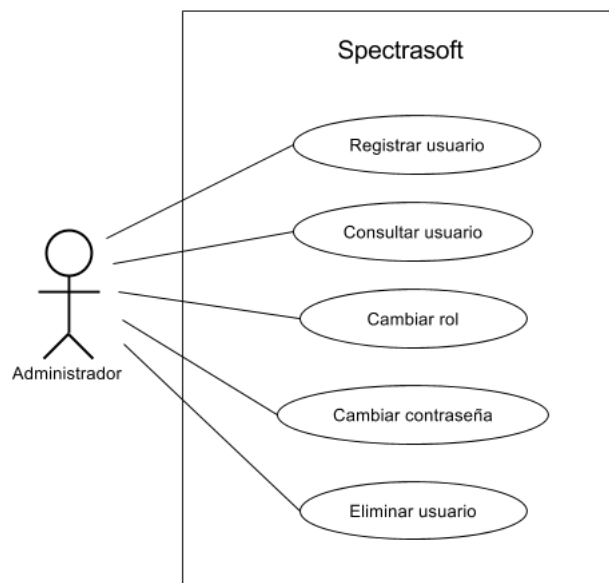 Spectrasoft
Registrar usuario
Consultar usuario
Cambiar rol
Administrador
Cambiar contraseña
Eliminar usuario